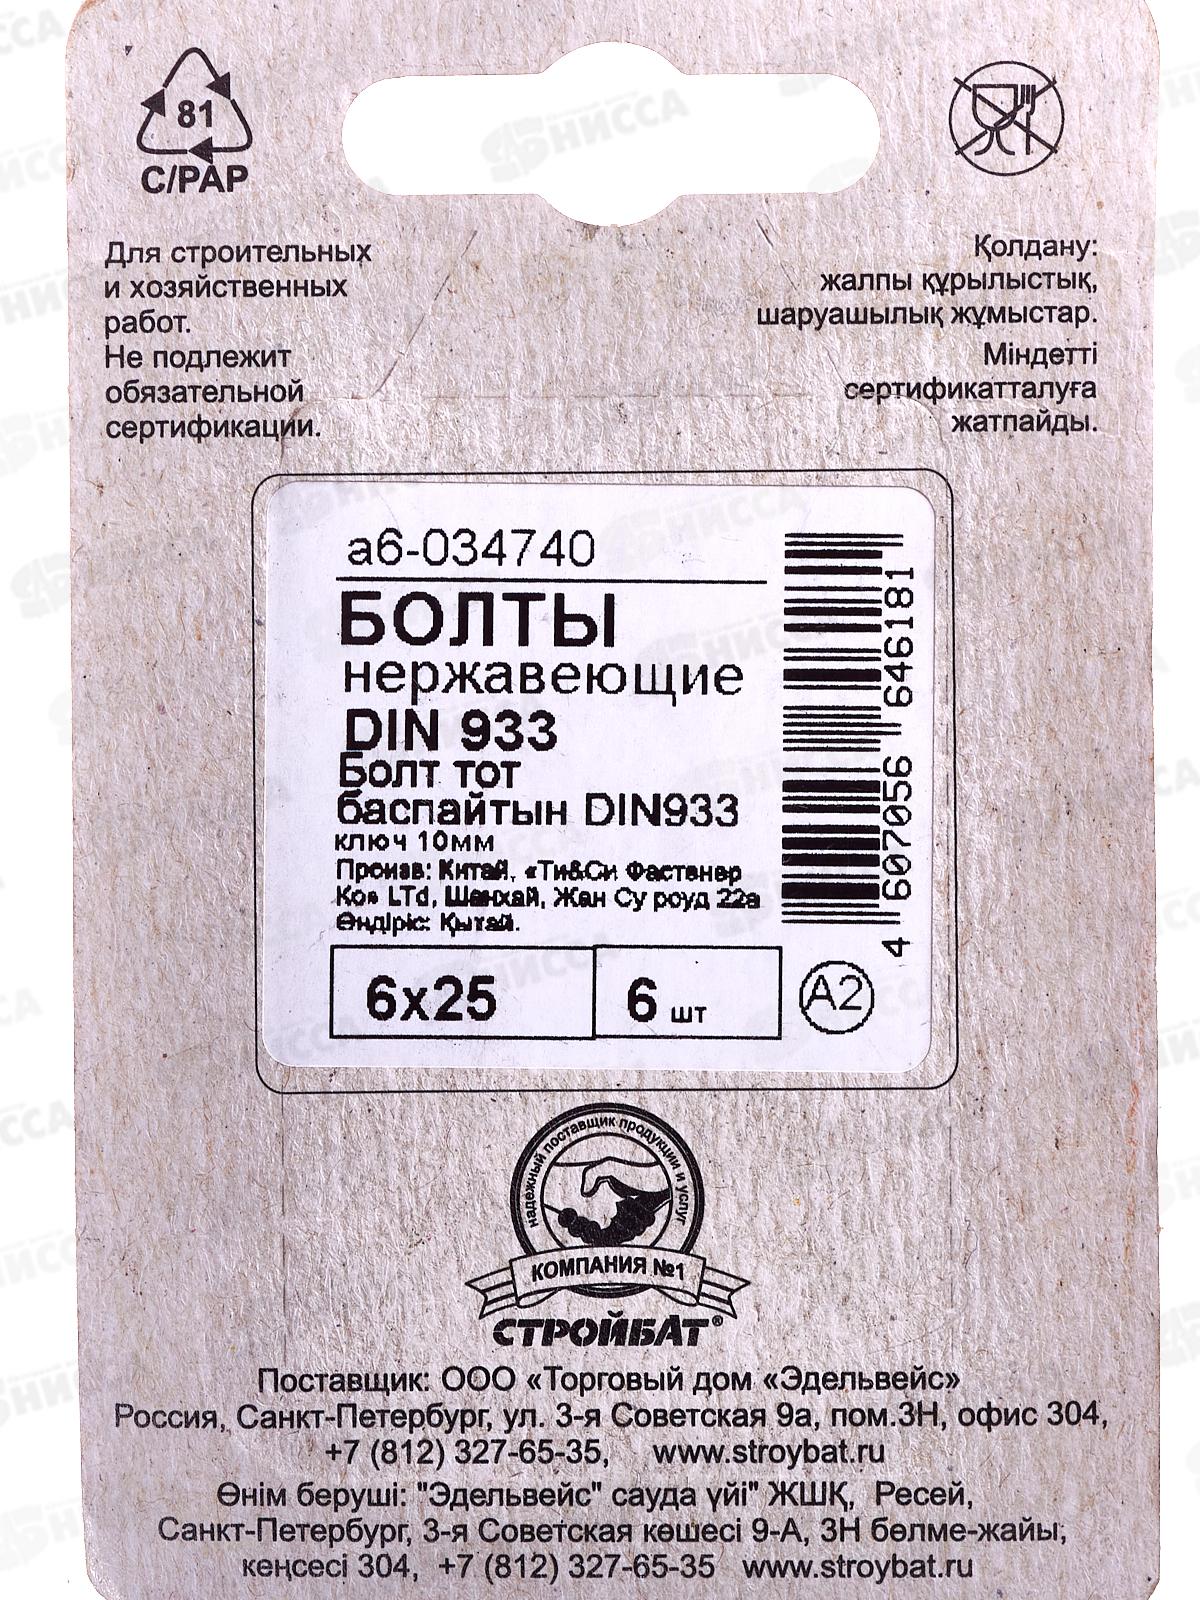 81
C/PAP
Для строительных
и хозяйственных
работ.
Не подлежит
обязательной
сертификации.
Қолдану:
жалпы құрылыстық,
шаруашылық жұмыстар.
Міндетті
сертификатталуға
жатпайды.
а6-034740
БОЛТЫ
нержавеющие
DIN 933
Болт тот
баспайтын DIN933
ключ 10мм
Произв: Китай, «Ти&Си Фастенер
Ко» LTd, Шанхай, Жан Су роуд 22а
Өндіріс: Қытай.
6x25
6 шт
A2
4 607056 646181
надежный поставщик продукции и услуг
КОМПАНИЯ №1
СТРОЙБАТ®
Поставщик: ООО «Торговый дом «Эдельвейс»
Россия, Санкт-Петербург, ул. 3-я Советская 9а, пом.3Н, офис 304,
+7 (812) 327-65-35, www.stroybat.ru
Өнім беруші: "Эдельвейс" сауда үйі" ЖШҚ, Ресей,
Санкт-Петербург, 3-я Советская көшесі 9-А, 3Н бөлме-жайы,
кеңсесі 304, +7 (812) 327-65-35 www.stroybat.ru
НИССА